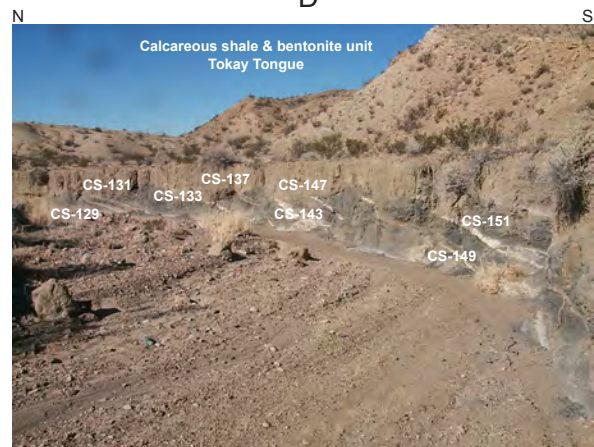 D
N
S
Calcareous shale & bentonite unit
Tokay Tongue
CS-131
CS-133
CS-137
CS-147
CS-129
CS-143
CS-151
CS-149